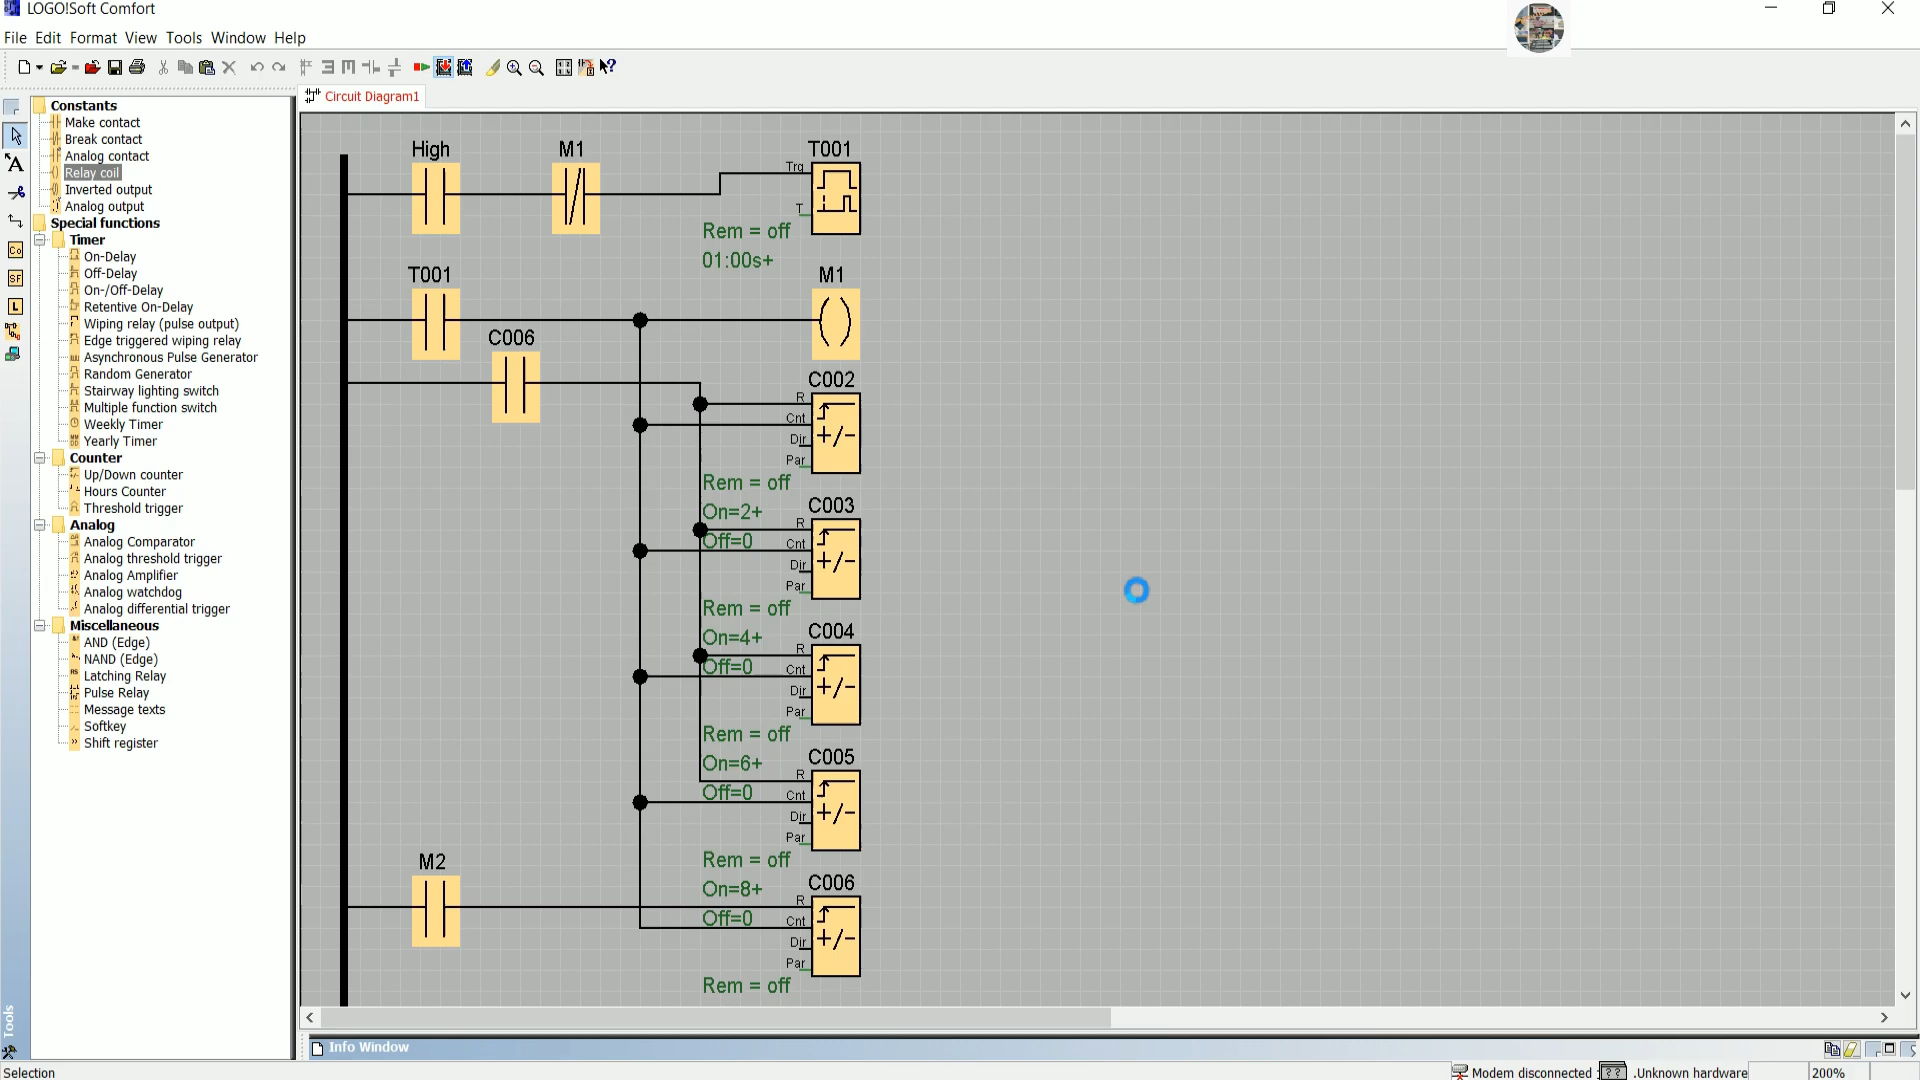 LOGO!Soft Comfort
File Edit Format View Tools Window Help
Circuit Diagram1
Constants
Make contact
Break contact
Analog contact
Relay coil
Inverted output
Analog output
Special functions
Timer
On-Delay
Off-Delay
On-/Off-Delay
Retentive On-Delay
Wiping relay (pulse output)
Edge triggered wiping relay
Asynchronous Pulse Generator
Random Generator
Stairway lighting switch
Multiple function switch
Weekly Timer
Yearly Timer
Counter
Up/Down counter
Hours Counter
Threshold trigger
Analog
Analog Comparator
Analog threshold trigger
Analog Amplifier
Analog watchdog
Analog differential trigger
Miscellaneous
AND (Edge)
NAND (Edge)
Latching Relay
Pulse Relay
Message texts
Softkey
Shift register
Tools
A
Co
SF
L
High M1 T001
Trg
T
Rem = off
01:00s+
T001 M1
C006
C002
R
Cnt
Dir
Par
+/-
Rem = off
On=2+
Off=0
C003
R
Cnt
Dir
Par
+/-
Rem = off
On=4+
Off=0
C004
R
Cnt
Dir
Par
+/-
Rem = off
On=6+
Off=0
C005
R
Cnt
Dir
Par
+/-
Rem = off
On=8+
Off=0
M2
C006
R
Cnt
Dir
Par
+/-
Rem = off
Info Window
Selection
Modem disconnected ?? .Unknown hardware 200%